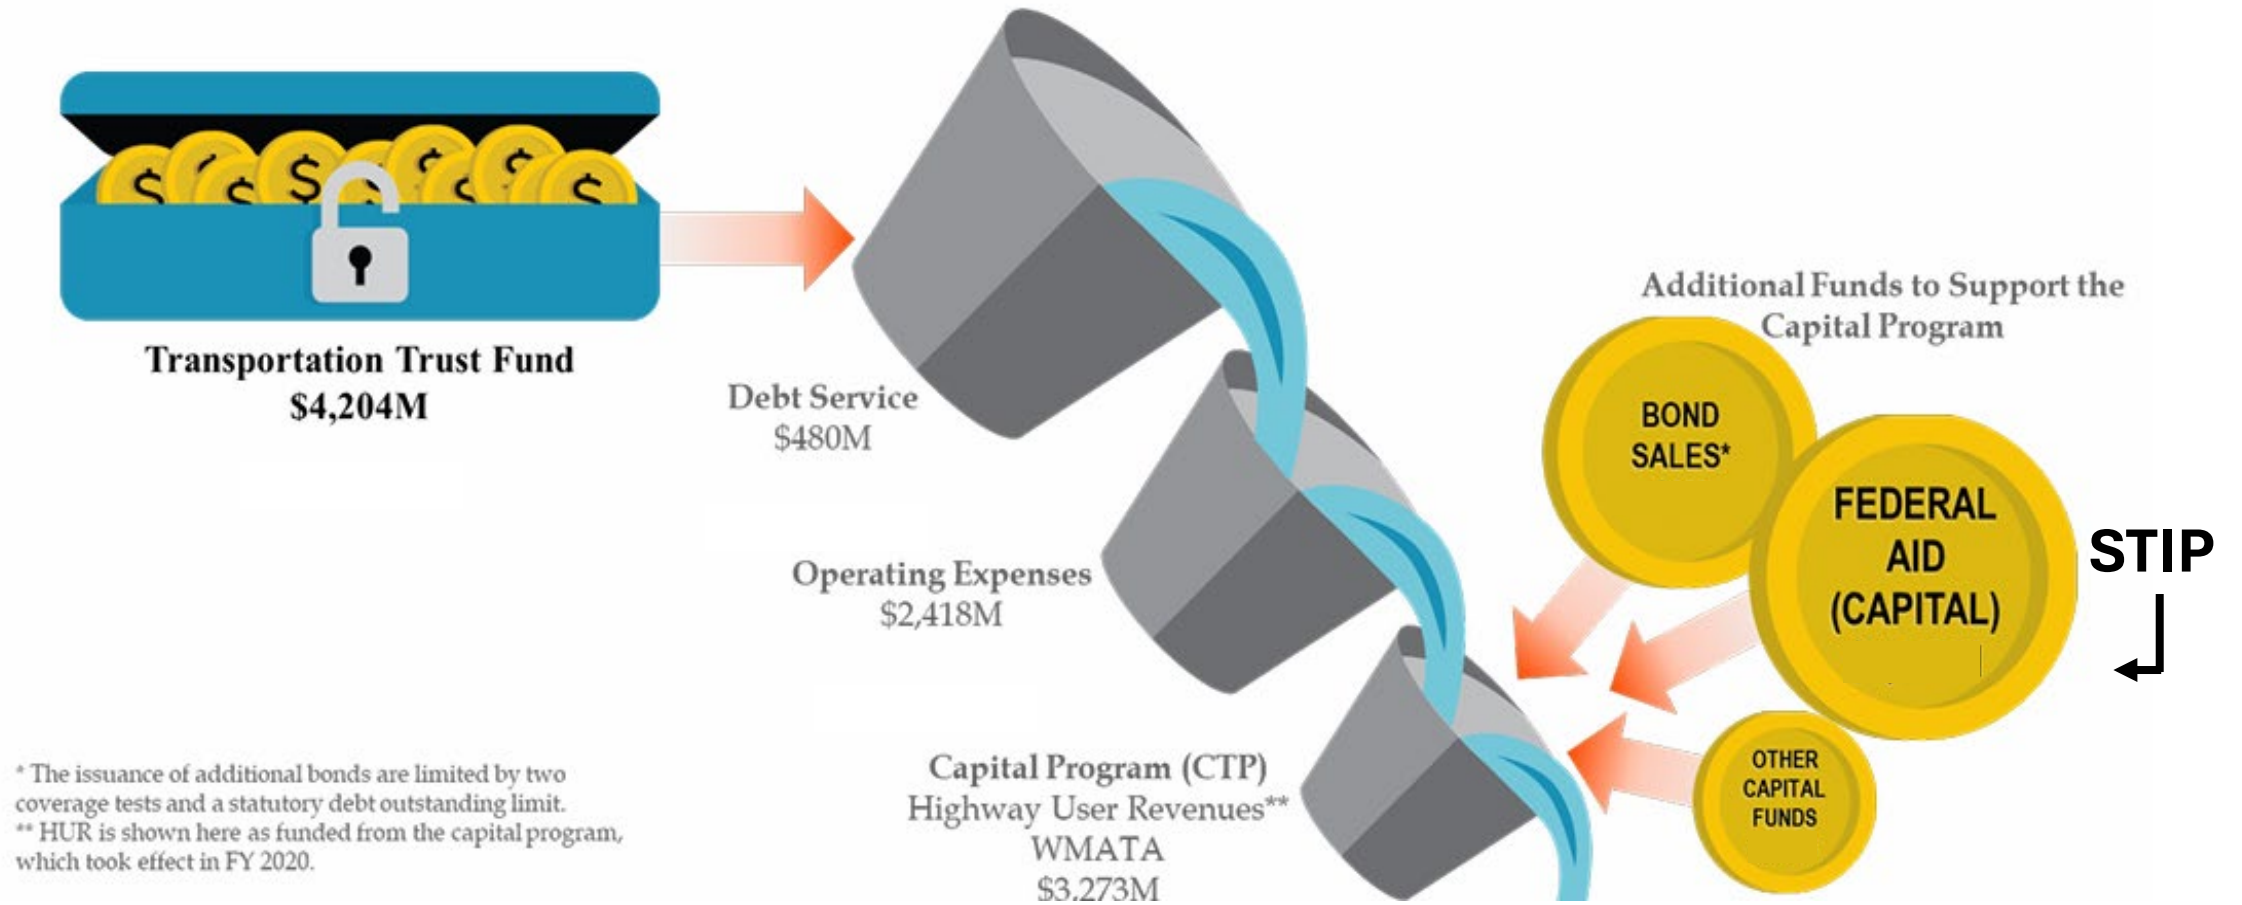 Transportation Trust Fund
$4,204M
Debt Service
$480M
Operating Expenses
$2,418M
Capital Program (CTP)
Highway User Revenues**
WMATA
$3,273M
Additional Funds to Support the
Capital Program
BOND
SALES*
FEDERAL
AID
(CAPITAL)
STIP
OTHER
CAPITAL
FUNDS
* The issuance of additional bonds are limited by two
coverage tests and a statutory debt outstanding limit.
** HUR is shown here as funded from the capital program,
which took effect in FY 2020.